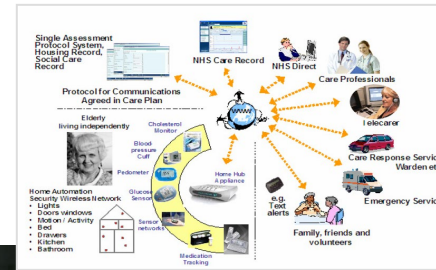 Single Assessment
Protocol System,
Housing Record,
Social Care
Record
NHS Care Record
NHS Direct
Care Professionals
Protocol for Communications
Agreed in Care Plan
Telecarer
Elderly
living independently
Cholesterol
Monitor
Blood
pressure
Cuff
Pedometer
Glucose
Sensor
Sensor
networks
Medication
Tracking
Home Hub
Appliance
Care Response Servic
Warden et
Emergency Servic
e.g.
Text
alerts
Family, friends and
volunteers
Home Automation
Security Wireless Network
• Lights
• Doors windows
• Motion / Activity
• Bed
• Drawers
• Kitchen
• Bathroom